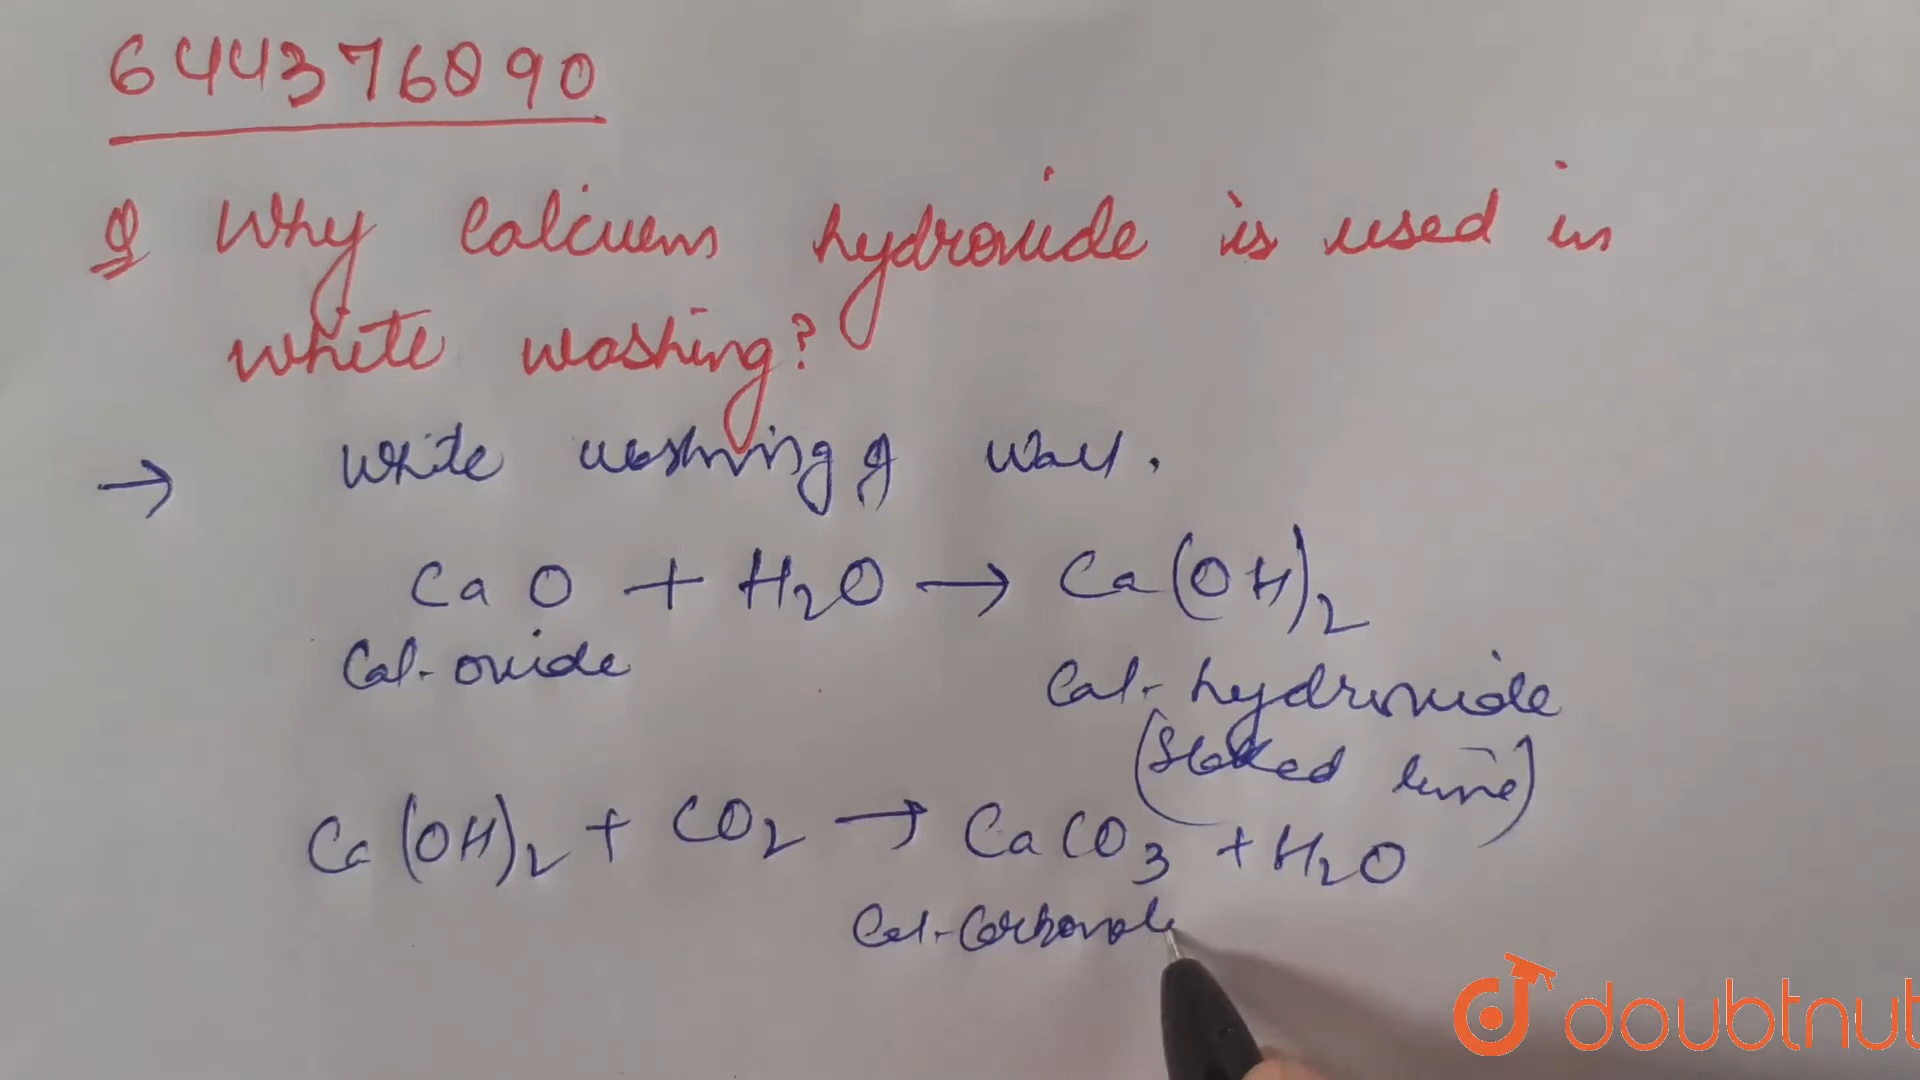 644376090
Q Why Calcium hydroxide is used in
white washing?
→ White washing of wall.
CaO + H₂O → Ca(OH)₂
Cal-oxide
Cal-hydroxide
(Slaked lime)
Ca(OH)₂ + CO₂ → CaCO₃ + H₂O
Cal-Carbonate
doubtnut